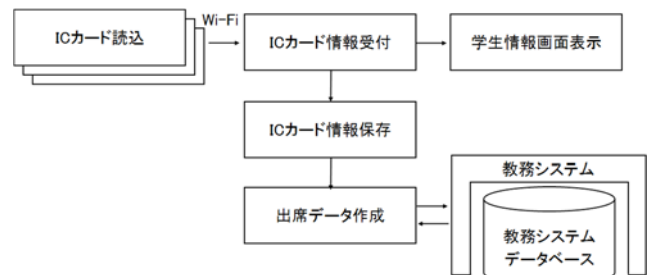 ICカード読込
Wi-Fi
ICカード情報受付
学生情報画面表示
ICカード情報保存
出席データ作成
教務システム
教務システム
データベース